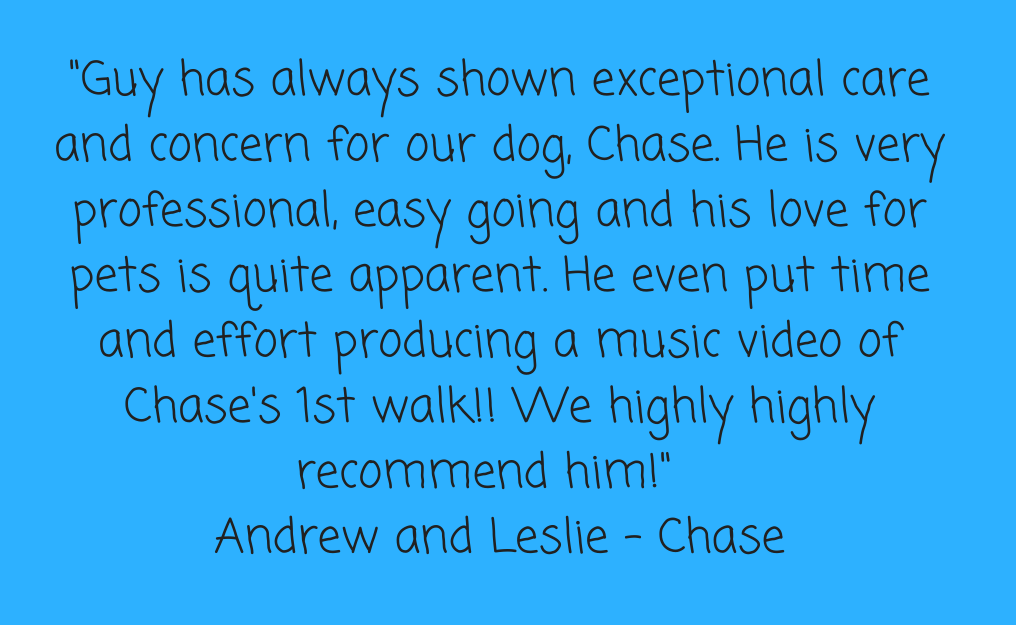 "Guy has always shown exceptional care
and concern for our dog, Chase. He is very
professional, easy going and his love for
pets is quite apparent. He even put time
and effort producing a music video of
Chase's 1st walk!! We highly highly
recommend him!"
Andrew and Leslie - Chase